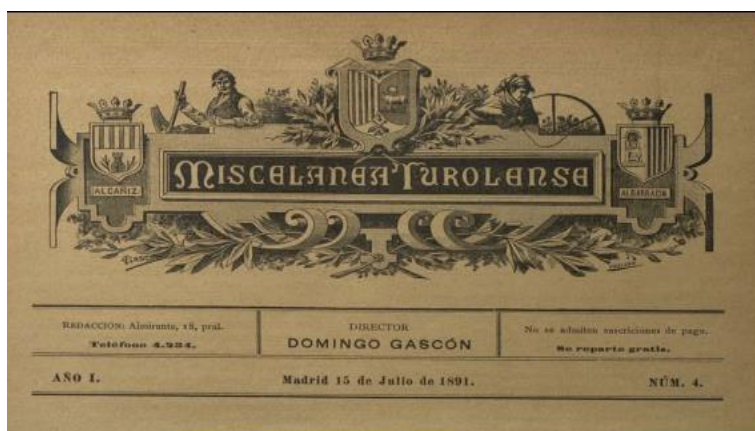 MISCELANEA TUROLENSE
ALCAÑIZ
ALBARRACIN
REDACCIÓN: Almirante, 18, pral.
Teléfono 4.234.
DIRECTOR
DOMINGO GASCÓN
No se admiten suscriciones de pago.
Se reparte gratis.
AÑO I.
Madrid 15 de Julio de 1891.
NÚM. 4.